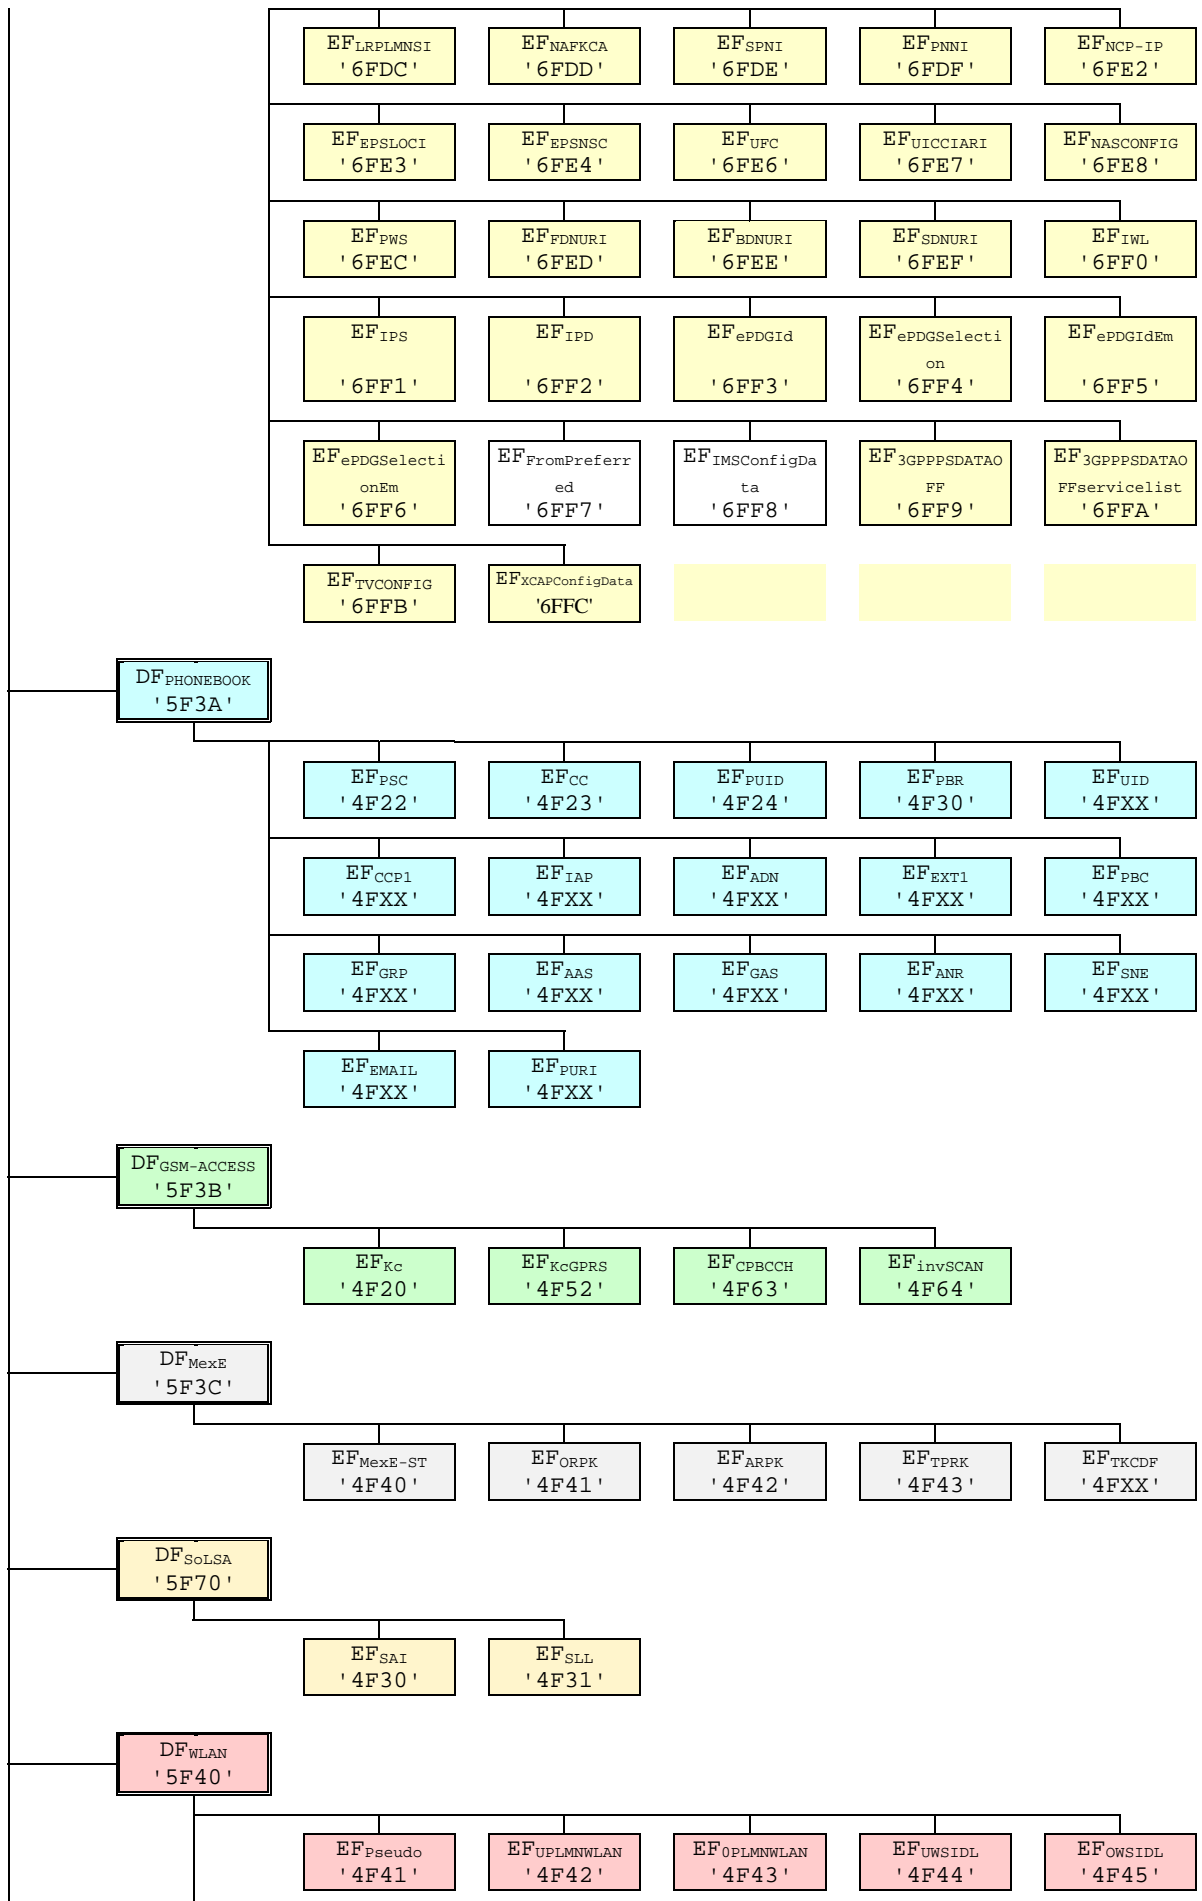 EFLRPLMNSI EFNAFKCA EFSPNI EFPNNI EFNCP-IP
'6FDC' '6FDD' '6FDE' '6FDF' '6FE2'
EFEPSLOCI EFEPSNSC EFUFC EFUICCIARI EFNASCONFIG
'6FE3' '6FE4' '6FE6' '6FE7' '6FE8'
EFPWS EFFDNURI EFBDNURI EFSDNURI EFIWL
'6FEC' '6FED' '6FEE' '6FEF' '6FF0'
EFIPS EFIPD EFePDGId EFePDGSelecti EFePDGIdEm
on
'6FF1' '6FF2' '6FF3' '6FF4' '6FF5'
EFePDGSelecti EFFromPreferr EFIMSConfigDa EF3GPPPSDATAO EF3GPPPSDATAO
onEm ed ta FF FFservicelist
'6FF6' '6FF7' '6FF8' '6FF9' '6FFA'
EFTVCONFIG EFXCAPConfigData
'6FFB' '6FFC'
DFPHONEBOOK
'5F3A'
EFPSC EFCC EFPUID EFPBR EFUID
'4F22' '4F23' '4F24' '4F30' '4FXX'
EFCCP1 EFIAP EFADN EFEXT1 EFPBC
'4FXX' '4FXX' '4FXX' '4FXX' '4FXX'
EFGRP EFAAS EFGAS EFANR EFSNE
'4FXX' '4FXX' '4FXX' '4FXX' '4FXX'
EFEMAIL EFPURI
'4FXX' '4FXX'
DFGSM-ACCESS
'5F3B'
EFKc EFKcGPRS EFCPBCCH EFinvSCAN
'4F20' '4F52' '4F63' '4F64'
DFMexE
'5F3C'
EFMexE-ST EFORPK EFARPK EFTPRK EFTKCDF
'4F40' '4F41' '4F42' '4F43' '4FXX'
DFSoLSA
'5F70'
EFSAI EFSLL
'4F30' '4F31'
DFWLAN
'5F40'
EFPseudo EFUPLMNWLAN EF0PLMNWLAN EFUWSIDL EFOWSIDL
'4F41' '4F42' '4F43' '4F44' '4F45'